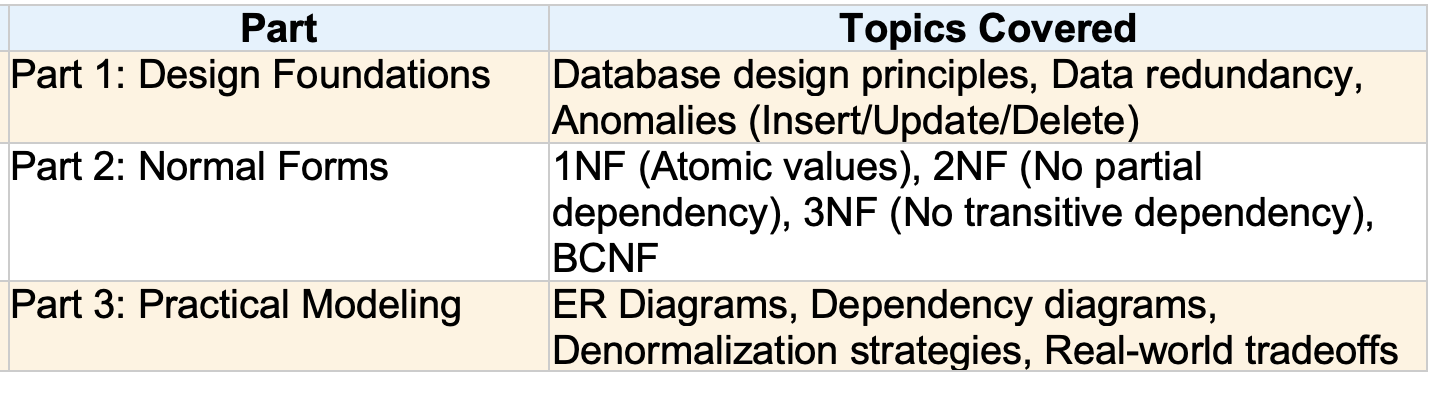 Part
Topics Covered
Part 1: Design Foundations
Database design principles, Data redundancy,
Anomalies (Insert/Update/Delete)
Part 2: Normal Forms
1NF (Atomic values), 2NF (No partial
dependency), 3NF (No transitive dependency),
BCNF
Part 3: Practical Modeling
ER Diagrams, Dependency diagrams,
Denormalization strategies, Real-world tradeoffs